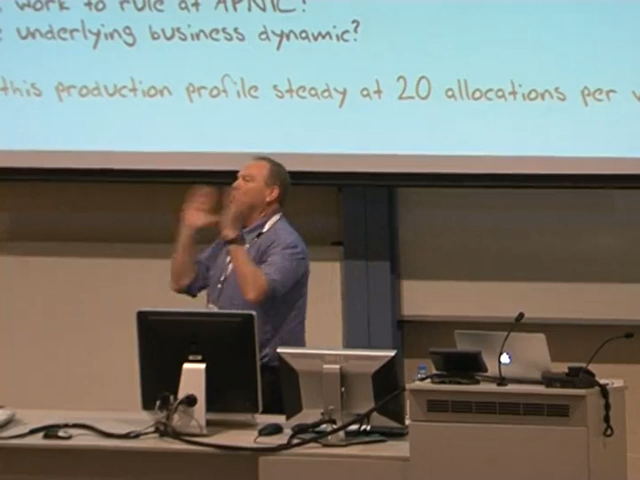 work to rule at APNIC?
underlying business dynamic?
this production profile steady at 20 allocations per